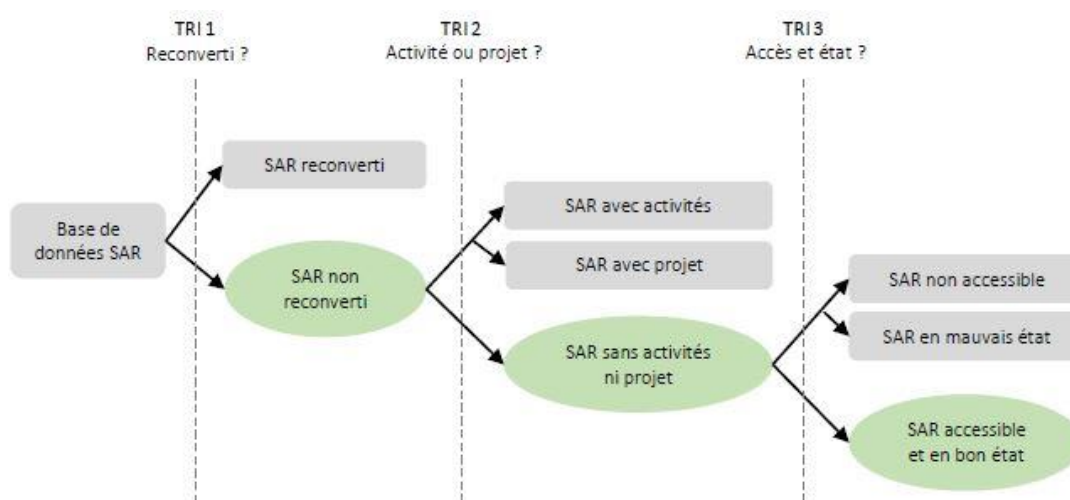 TRI 1
Reconverti ?
TRI 2
Activité ou projet ?
TRI 3
Accès et état ?
SAR reconverti
Base de
données SAR
SAR non
reconverti
SAR avec activités
SAR avec projet
SAR sans activités
ni projet
SAR non accessible
SAR en mauvais état
SAR accessible
et en bon état